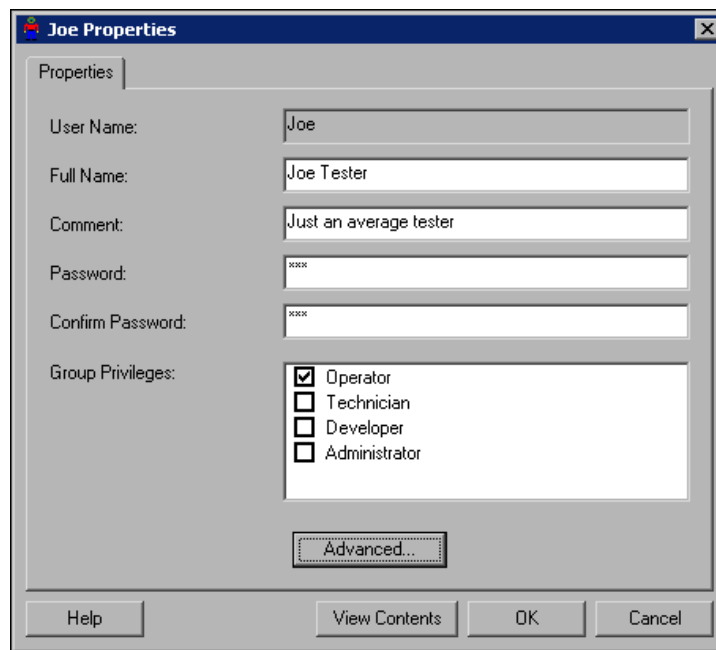 Joe Properties
Properties
User Name: Joe
Full Name: Joe Tester
Comment: Just an average tester
Password: ***
Confirm Password: ***
Group Privileges: Operator
Technician
Developer
Administrator
Advanced...
Help View Contents OK Cancel